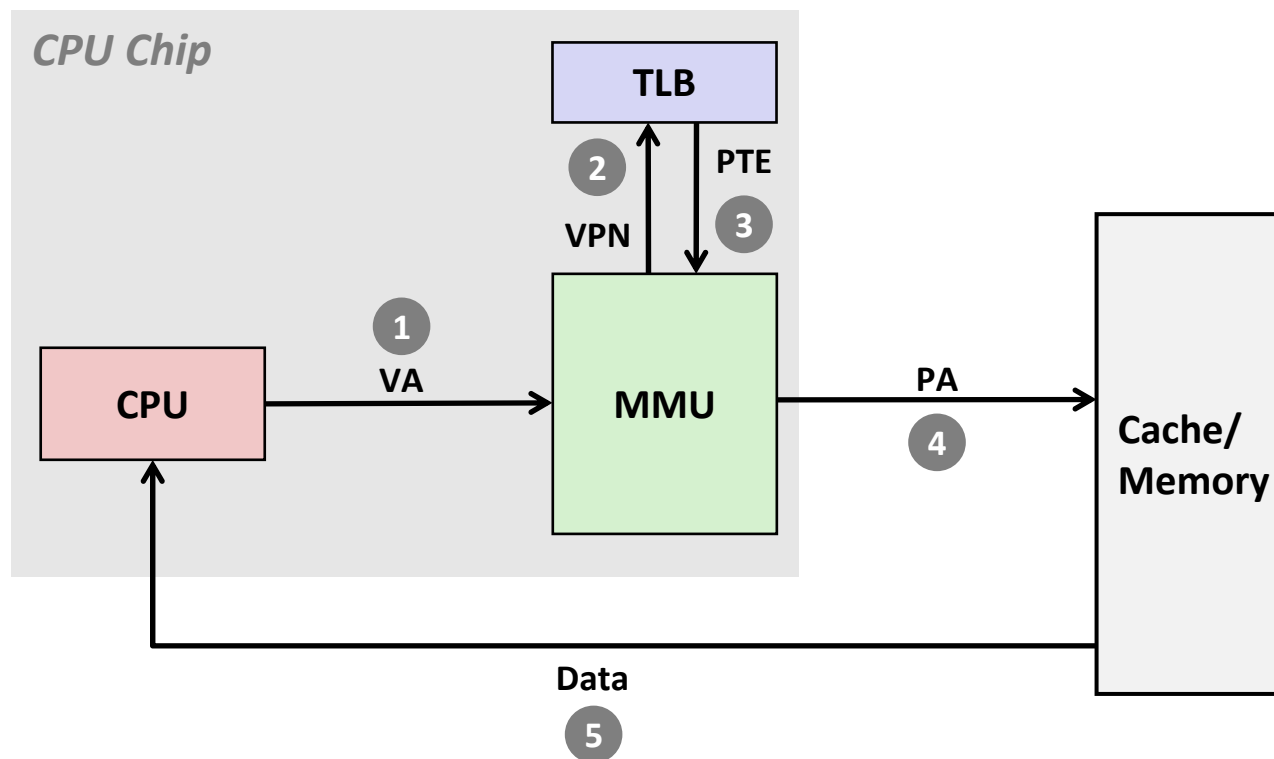 CPU Chip
TLB
2
PTE
VPN
3
1
VA
CPU
MMU
PA
4
Cache/
Memory
Data
5